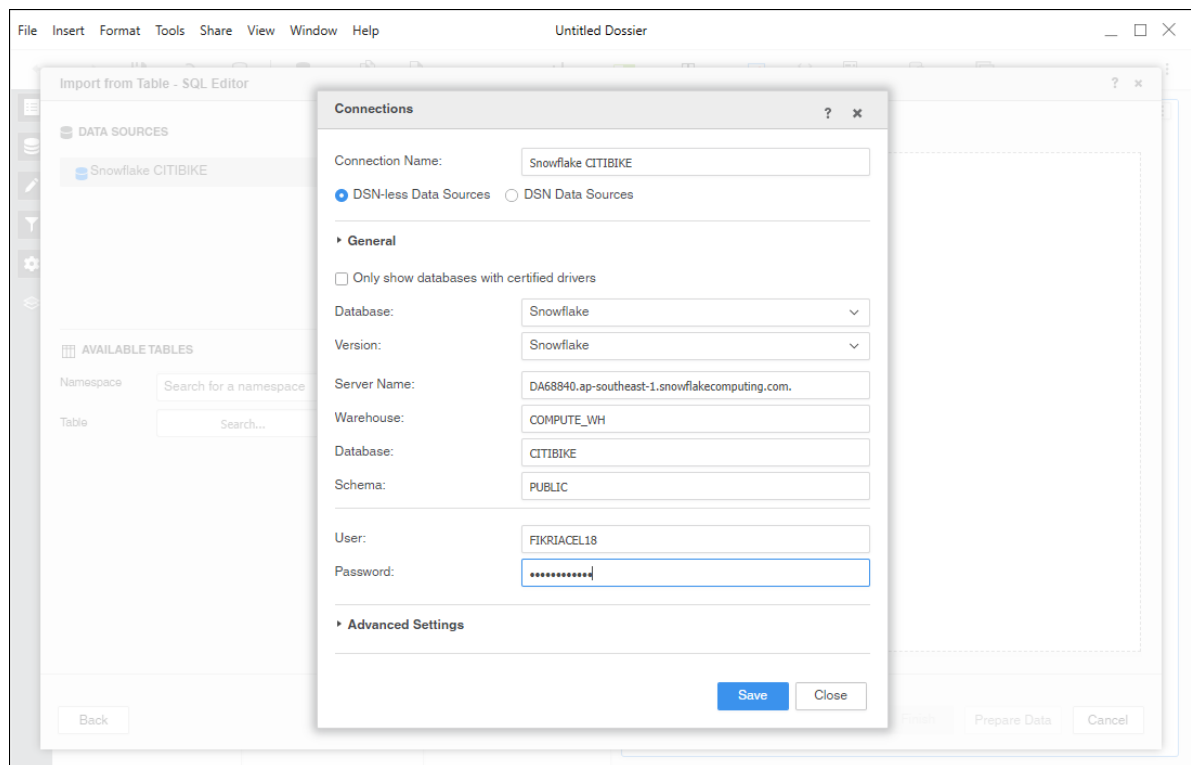 File Insert Format Tools Share View Window Help Untitled Dossier
Import from Table - SQL Editor ?
DATA SOURCES
Snowflake CITIBIKE
AVAILABLE TABLES
Namespace Search for a namespace
Table Search...
Back Finish Prepare Data Cancel
Connections ?
Connection Name: Snowflake CITIBIKE
DSN-less Data Sources DSN Data Sources
General
Only show databases with certified drivers
Database: Snowflake
Version: Snowflake
Server Name: DA68840.ap-southeast-1.snowflakecomputing.com.
Warehouse: COMPUTE_WH
Database: CITIBIKE
Schema: PUBLIC
User: FIKRIACEL18
Password: ••••••••••••
Advanced Settings
Save Close